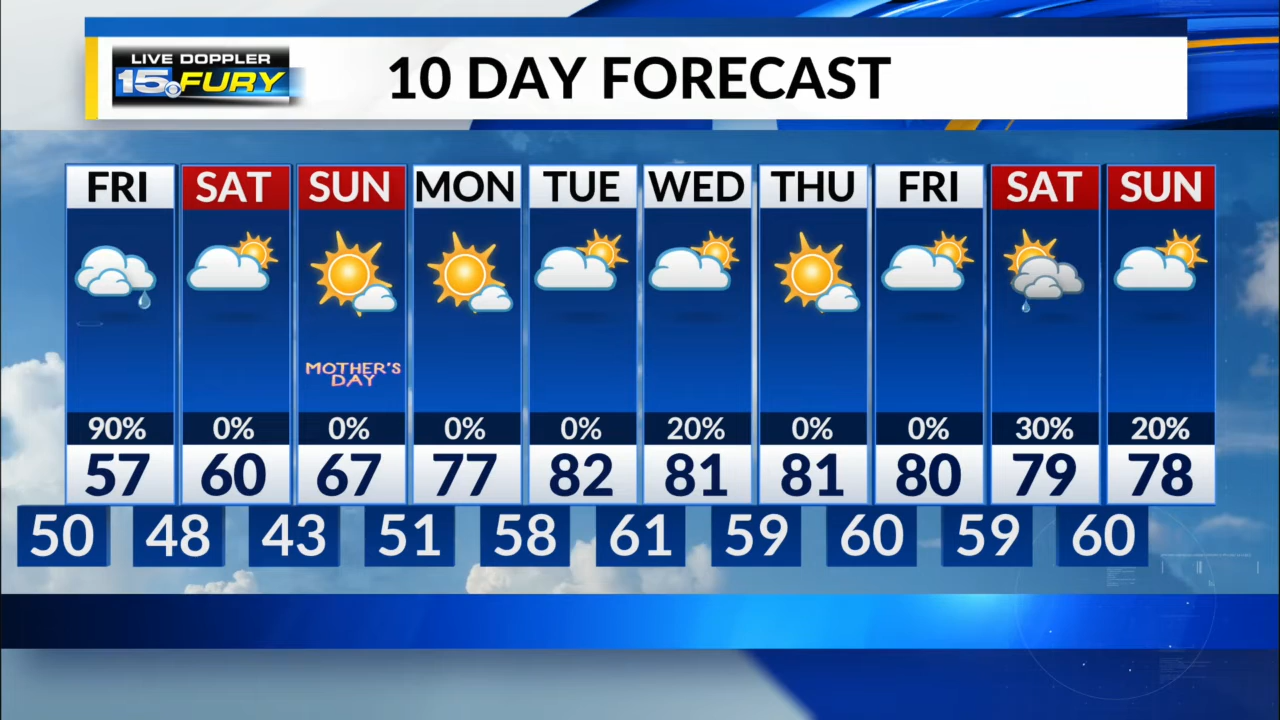 LIVE DOPPLER
15 FURY
10 DAY FORECAST
FRI SAT SUN MON TUE WED THU FRI SAT SUN
MOTHER'S
DAY
90% 0% 0% 0% 0% 20% 0% 0% 30% 20%
57 60 67 77 82 81 81 80 79 78
50 48 43 51 58 61 59 60 59 60